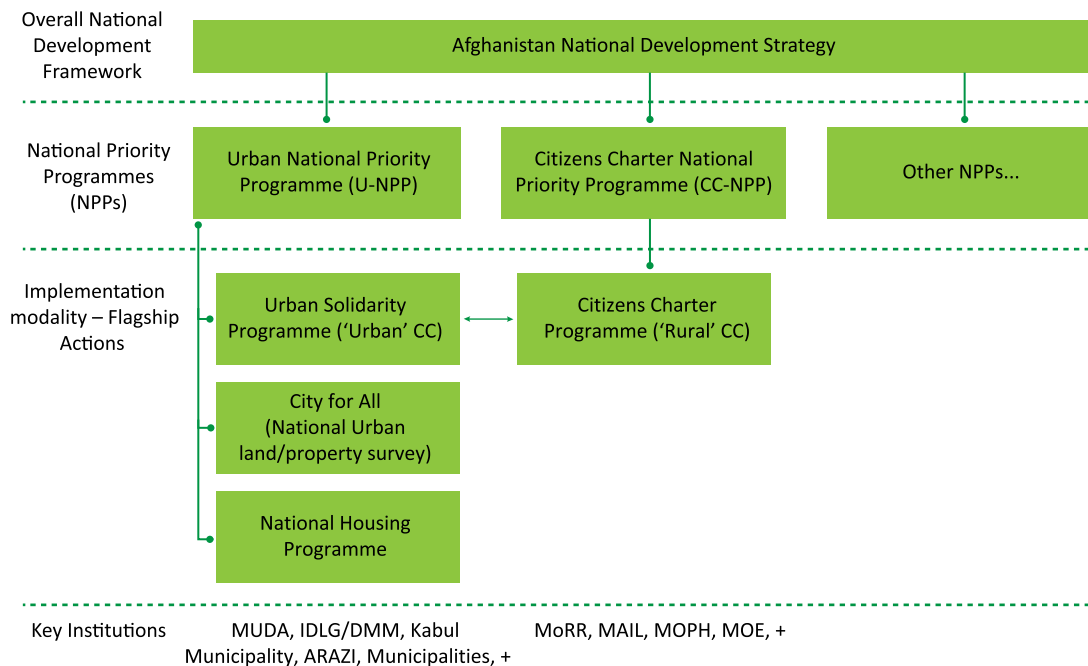 Overall National
Development
Framework
Afghanistan National Development Strategy
National Priority
Programmes
(NPPs)
Urban National Priority
Programme (U-NPP)
Citizens Charter National
Priority Programme (CC-NPP)
Other NPPs...
Implementation
modality – Flagship
Actions
Urban Solidarity
Programme (‘Urban’ CC)
Citizens Charter
Programme (‘Rural’ CC)
City for All
(National Urban
land/property survey)
National Housing
Programme
Key Institutions
MUDA, IDLG/DMM, Kabul
Municipality, ARAZI, Municipalities, +
MoRR, MAIL, MOPH, MOE, +